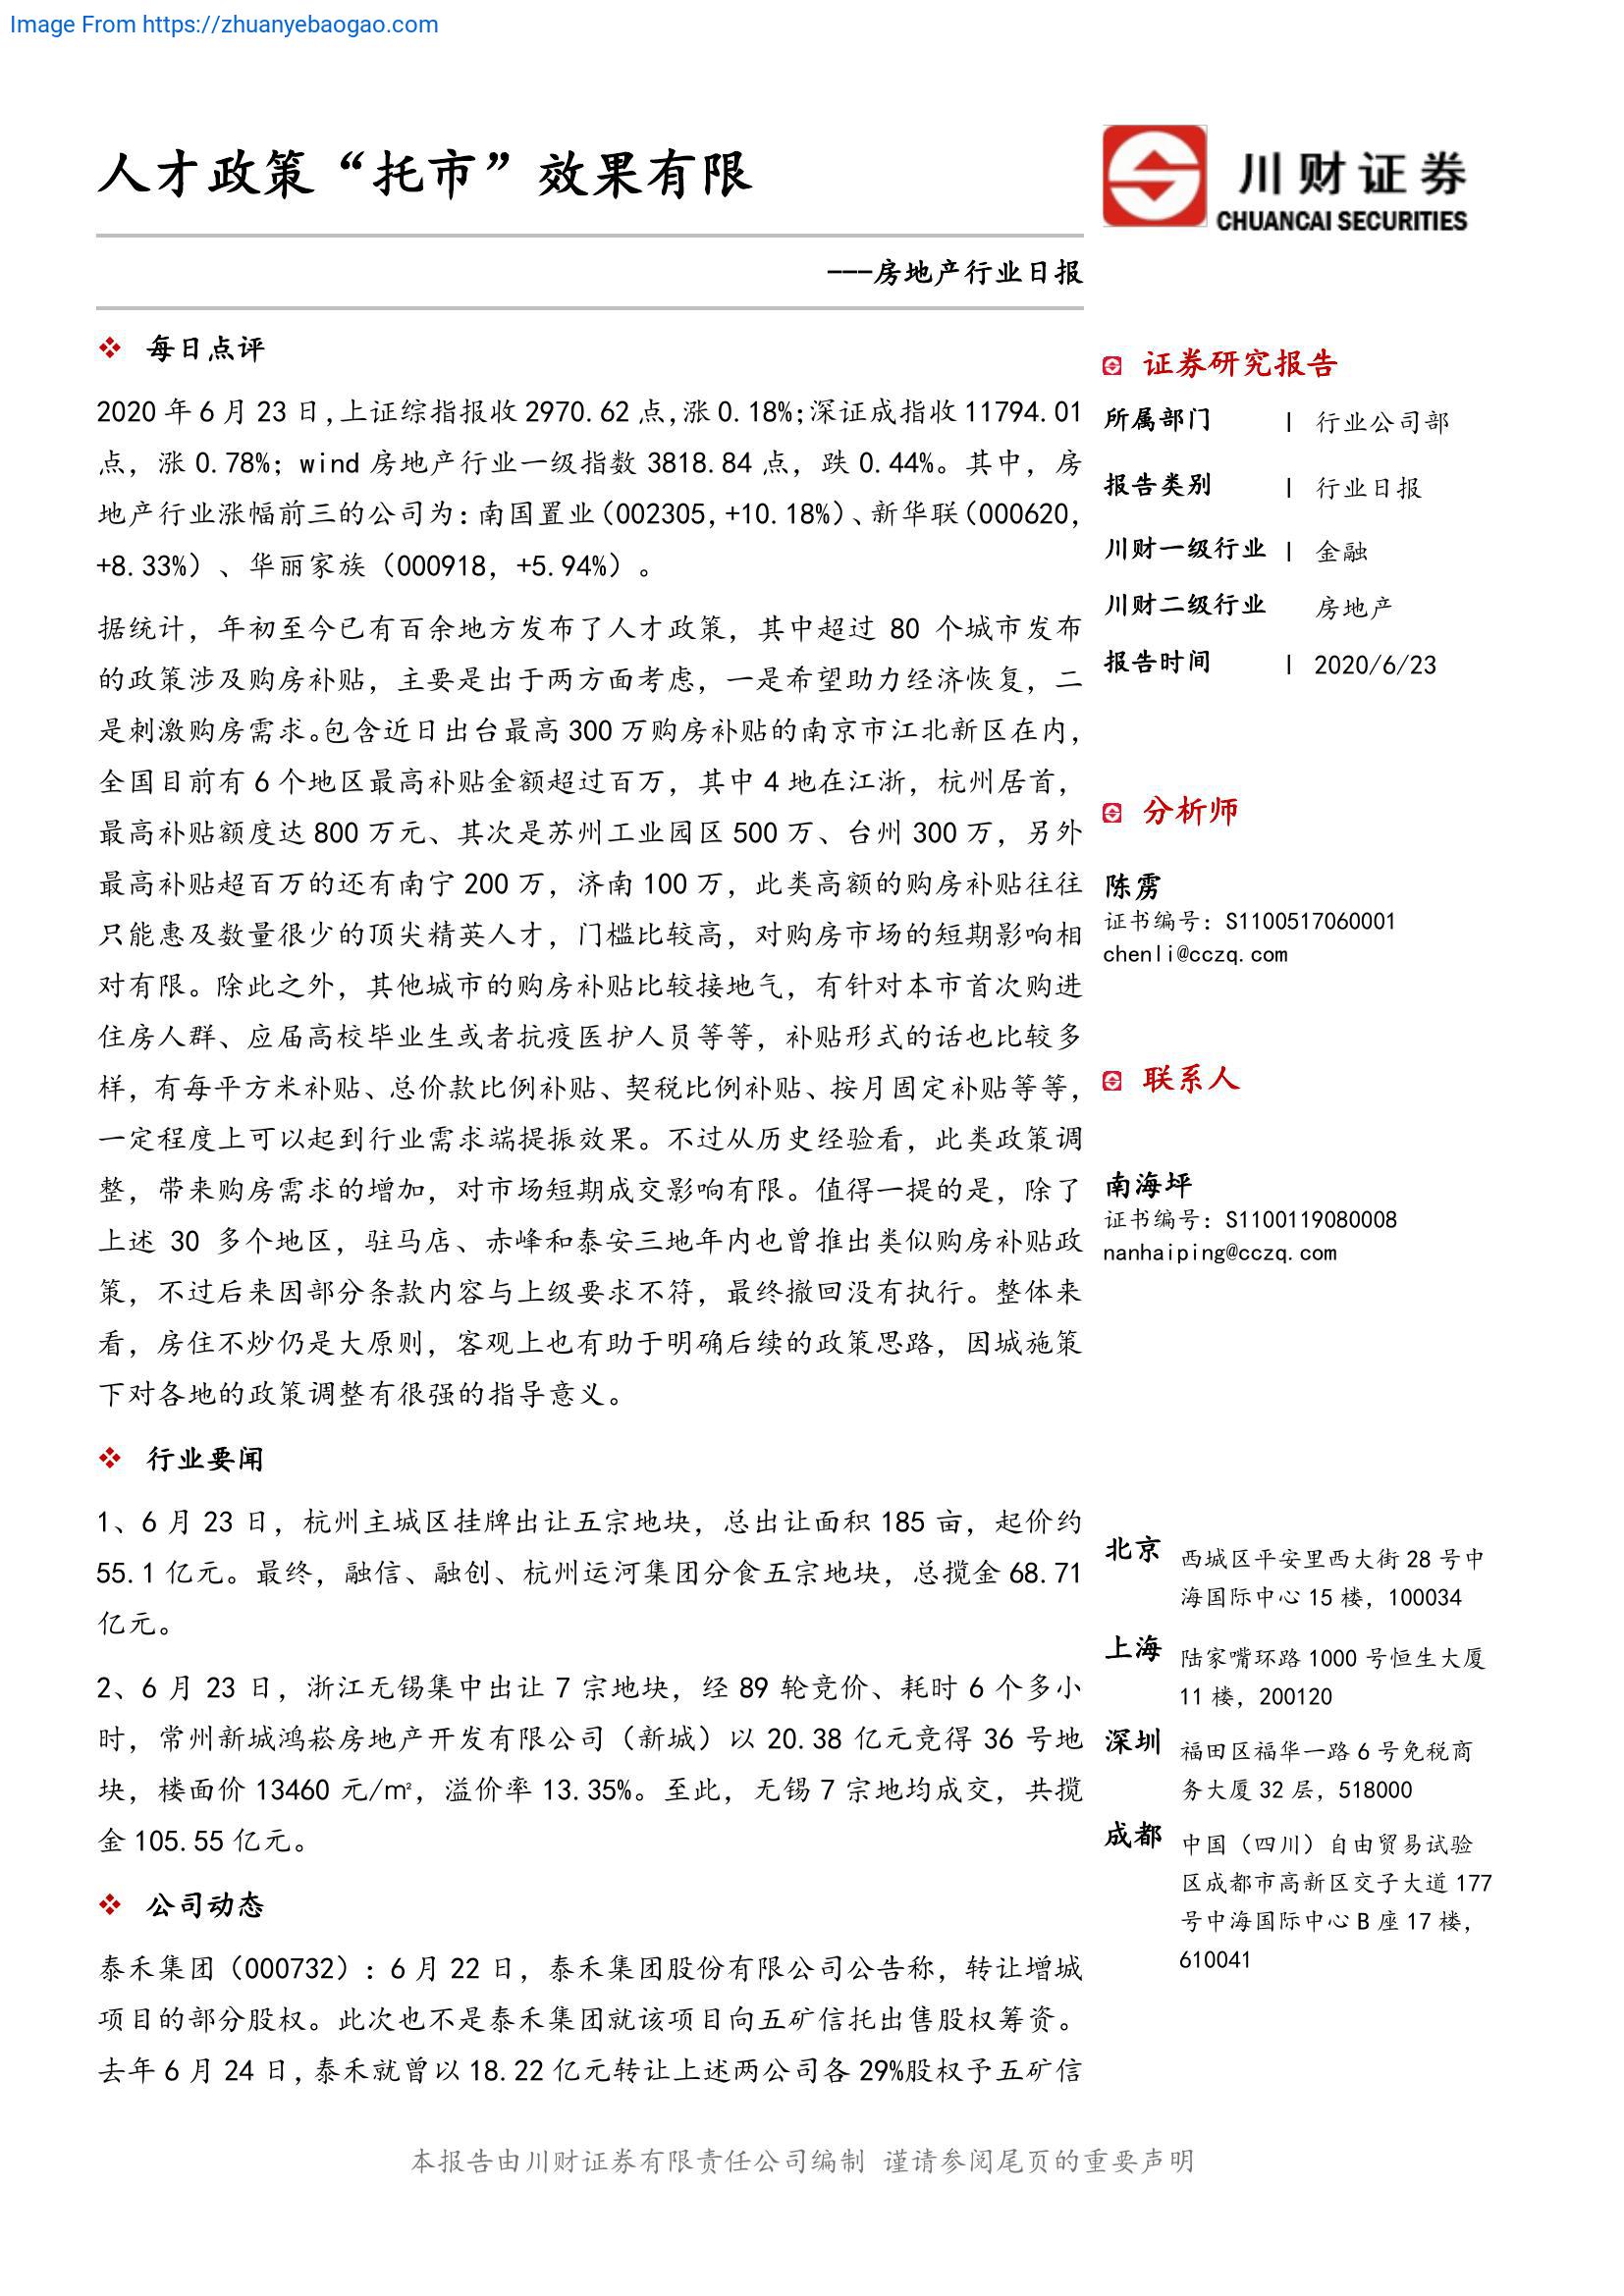 Image From https://zhuanyebaogao.com
人才政策“托市”效果有限
川财证券
CHUANCAI SECURITIES
---房地产行业日报
每日点评
2020 年 6 月 23 日,上证综指报收 2970.62 点,涨 0.18%;深证成指收 11794.01
点，涨 0.78%；wind 房地产行业一级指数 3818.84 点，跌 0.44%。其中，房
地产行业涨幅前三的公司为：南国置业（002305,+10.18%）、新华联（000620,
+8.33%）、华丽家族（000918，+5.94%）。
据统计，年初至今已有百余地方发布了人才政策，其中超过 80 个城市发布
的政策涉及购房补贴，主要是出于两方面考虑，一是希望助力经济恢复，二
是刺激购房需求。包含近日出台最高 300 万购房补贴的南京市江北新区在内，
全国目前有 6 个地区最高补贴金额超过百万，其中 4 地在江浙，杭州居首，
最高补贴额度达 800 万元、其次是苏州工业园区 500 万、台州 300 万，另外
最高补贴超百万的还有南宁 200 万，济南 100 万，此类高额的购房补贴往往
只能惠及数量很少的顶尖精英人才，门槛比较高，对购房市场的短期影响相
对有限。除此之外，其他城市的购房补贴比较接地气，有针对本市首次购进
住房人群、应届高校毕业生或者抗疫医护人员等等，补贴形式的话也比较多
样，有每平方米补贴、总价款比例补贴、契税比例补贴、按月固定补贴等等，
一定程度上可以起到行业需求端提振效果。不过从历史经验看，此类政策调
整，带来购房需求的增加，对市场短期成交影响有限。值得一提的是，除了
上述 30 多个地区，驻马店、赤峰和泰安三地年内也曾推出类似购房补贴政
策，不过后来因部分条款内容与上级要求不符，最终撤回没有执行。整体来
看，房住不炒仍是大原则，客观上也有助于明确后续的政策思路，因城施策
下对各地的政策调整有很强的指导意义。
行业要闻
1、6 月 23 日，杭州主城区挂牌出让五宗地块，总出让面积 185 亩，起价约
55.1 亿元。最终，融信、融创、杭州运河集团分食五宗地块，总揽金 68.71
亿元。
2、6 月 23 日，浙江无锡集中出让 7 宗地块，经 89 轮竞价、耗时 6 个多小
时，常州新城鸿崧房地产开发有限公司（新城）以 20.38 亿元竞得 36 号地
块，楼面价 13460 元/㎡，溢价率 13.35%。至此，无锡 7 宗地均成交，共揽
金 105.55 亿元。
公司动态
泰禾集团（000732）：6 月 22 日，泰禾集团股份有限公司公告称，转让增城
项目的部分股权。此次也不是泰禾集团就该项目向五矿信托出售股权筹资。
去年 6 月 24 日,泰禾就曾以 18.22 亿元转让上述两公司各 29%股权予五矿信
证券研究报告
所属部门 | 行业公司部
报告类别 | 行业日报
川财一级行业 | 金融
川财二级行业 房地产
报告时间 | 2020/6/23
分析师
陈雳
证书编号：S1100517060001
chenli@cczq.com
联系人
南海坪
证书编号：S1100119080008
nanhaiping@cczq.com
北京 西城区平安里西大街 28 号中
海国际中心 15 楼，100034
上海 陆家嘴环路 1000 号恒生大厦
11 楼，200120
深圳 福田区福华一路 6 号免税商
务大厦 32 层，518000
成都 中国（四川）自由贸易试验
区成都市高新区交子大道 177
号中海国际中心 B 座 17 楼，
610041
本报告由川财证券有限责任公司编制 谨请参阅尾页的重要声明